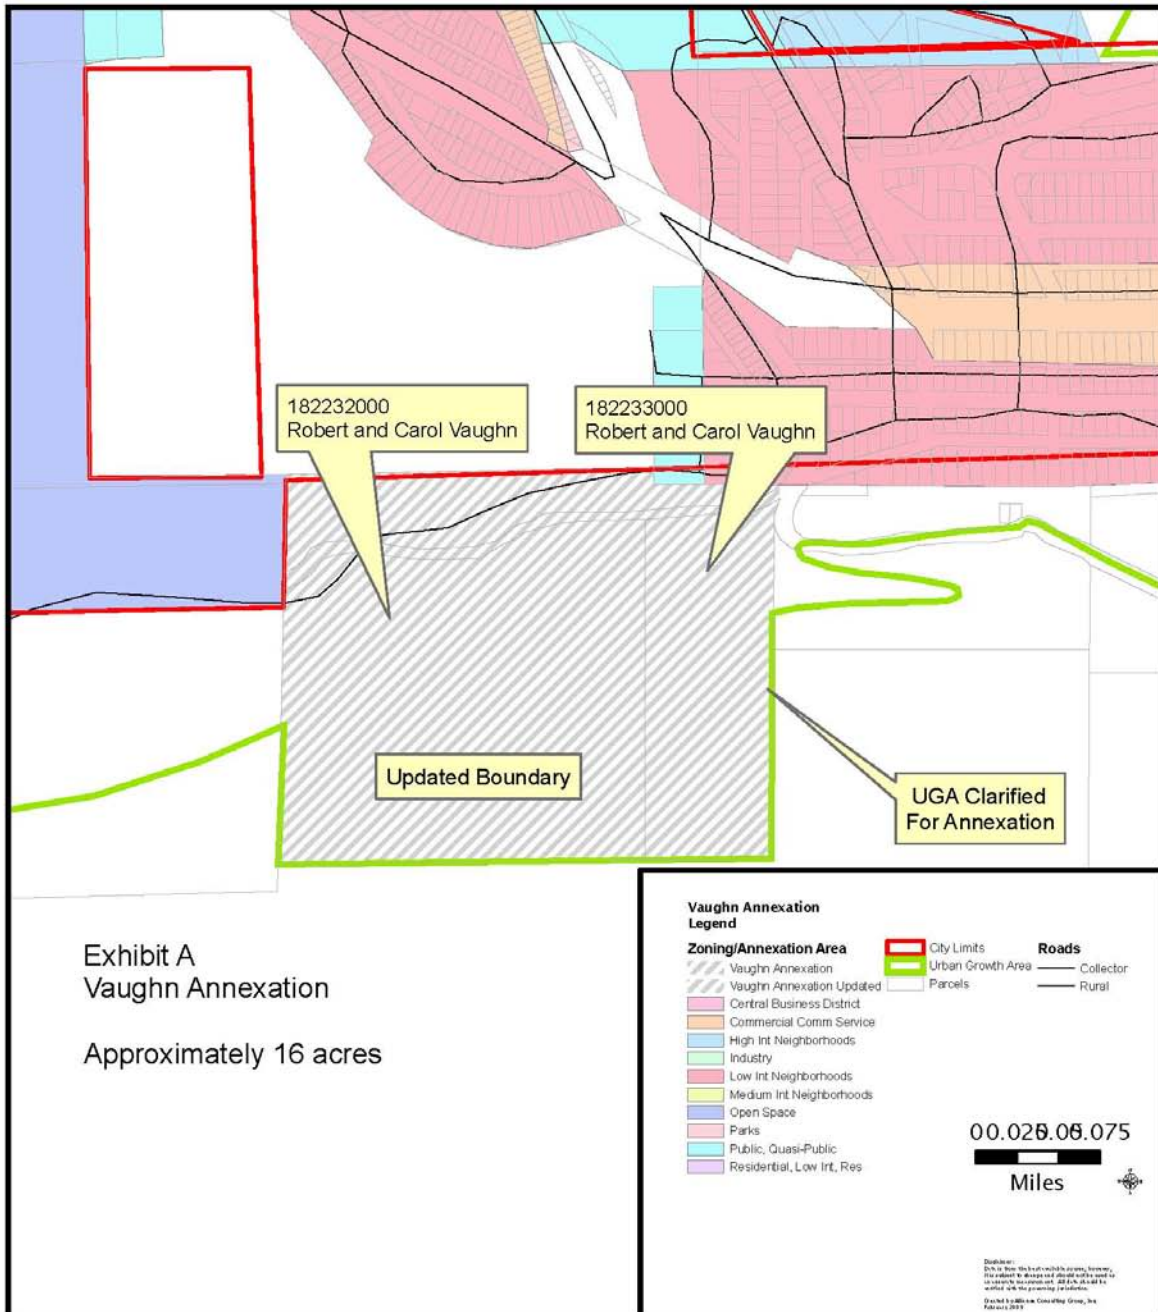 182232000
Robert and Carol Vaughn
182233000
Robert and Carol Vaughn
Updated Boundary
UGA Clarified
For Annexation
Exhibit A
Vaughn Annexation
Approximately 16 acres
Vaughn Annexation
Legend
Zoning/Annexation Area
Vaughn Annexation
Vaughn Annexation Updated
Central Business District
Commercial Comm Service
High Int Neighborhoods
Industry
Low Int Neighborhoods
Medium Int Neighborhoods
Open Space
Parks
Public, Quasi-Public
Residential, Low Int, Res
City Limits
Urban Growth Area
Parcels
Roads
Collector
Rural
Miles
Disclaimer: